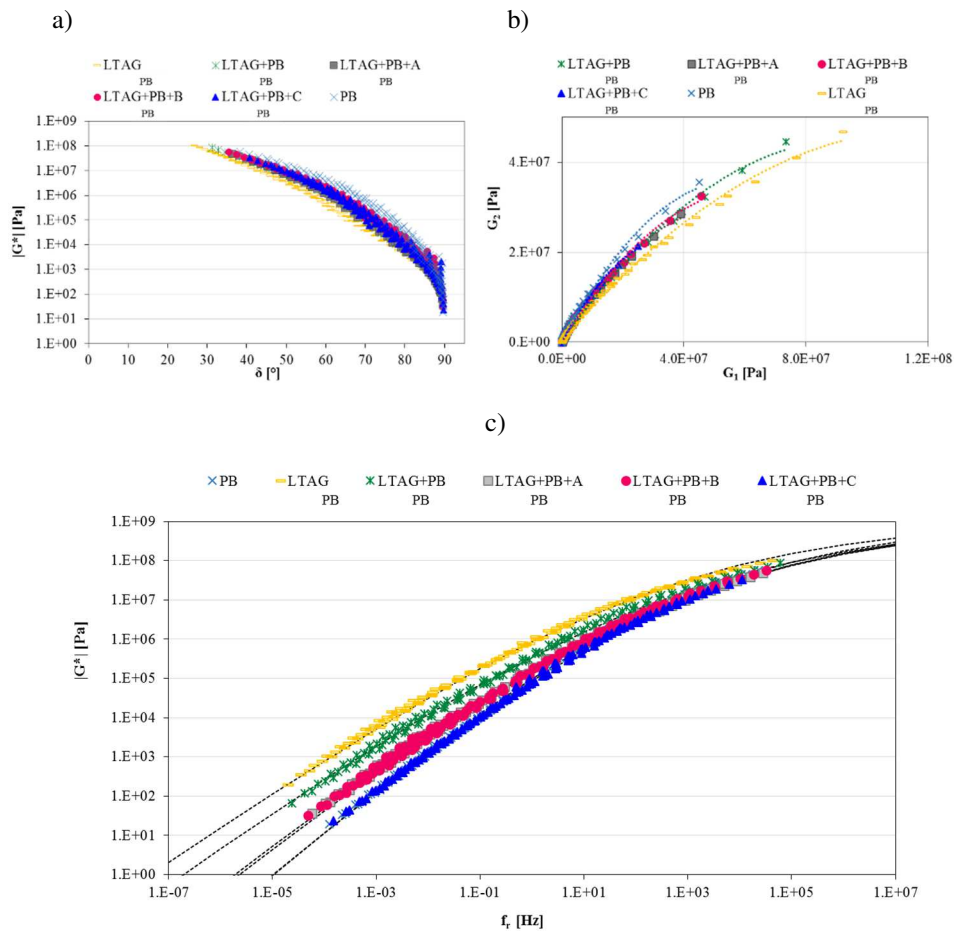 a)
LTAG PB LTAG+PB PB LTAG+PB+A PB
LTAG+PB+B PB LTAG+PB+C PB PB
1.E+09
1.E+08
1.E+07
1.E+06
1.E+05
1.E+04
1.E+03
1.E+02
1.E+01
1.E+00
|G*| [Pa]
0 10 20 30 40 50 60 70 80 90 100
δ [°]
b)
LTAG+PB PB LTAG+PB+A PB LTAG+PB+B PB
LTAG+PB+C PB PB LTAG PB
4.E+07
2.E+07
0.E+00
G2 [Pa]
0.E+00 4.E+07 8.E+07 1.2E+08
G1 [Pa]
c)
PB LTAG PB LTAG+PB PB LTAG+PB+A PB LTAG+PB+B PB LTAG+PB+C PB
1.E+09
1.E+08
1.E+07
1.E+06
1.E+05
1.E+04
1.E+03
1.E+02
1.E+01
1.E+00
|G*| [Pa]
1.E-07 1.E-05 1.E-03 1.E-01 1.E+01 1.E+03 1.E+05 1.E+07
fr [Hz]